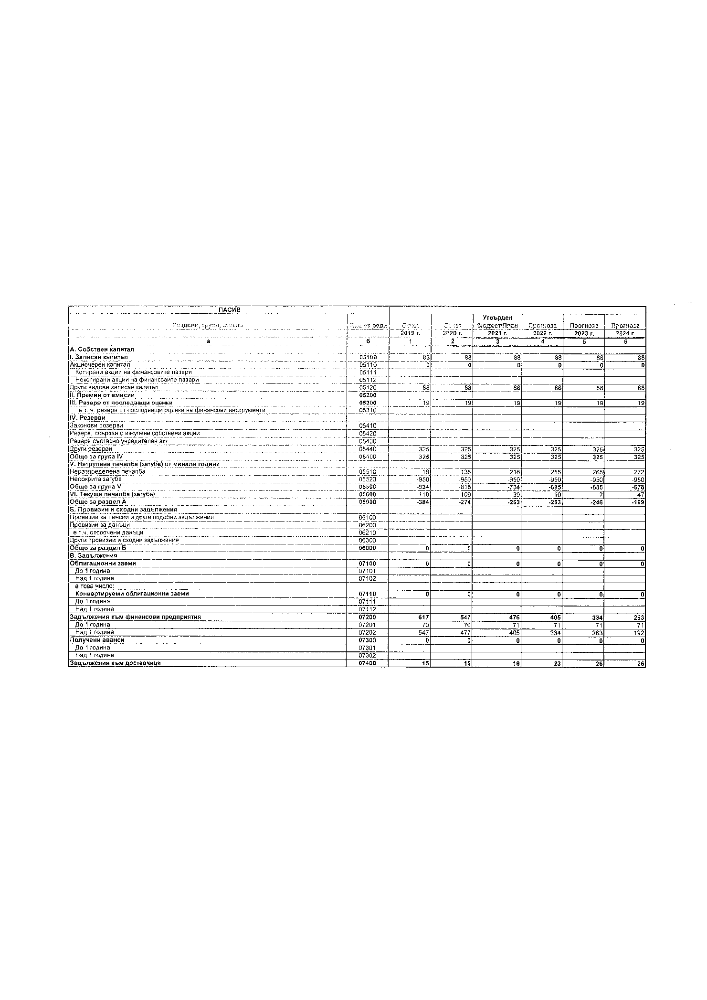 ПАСИВ
Раздели, групи, статии Код на реда Отчет Отчет Утвърден бюджет/План Прогноза Прогноза Прогноза
2019 г. 2020 г. 2021 г. 2022 г. 2023 г. 2024 г.
а б 1 2 3 4 5 6
А. Собствен капитал
I. Записан капитал 05100 88 88 88 88 88 88
Акционерен капитал 05110 0 0 0 0 0 0
Котирани акции на финансовите пазари 05111
Некотирани акции на финансовите пазари 05112
Други видове записан капитал 05120 88 88 88 88 88 88
II. Премии от емисии 05200
III. Резерв от последващи оценки 05300 19 19 19 19 19 19
в т. ч. резерв от последващи оценки на финансови инструменти 05310
IV. Резерви
Законови резерви 05410
Резерв, свързан с изкупени собствени акции 05420
Резерв съгласно учредителен акт 05430
Други резерви 05440 325 325 325 325 325 325
Общо за група IV 05400 325 325 325 325 325 325
V. Натрупана печалба (загуба) от минали години
Неразпределена печалба 05510 16 135 216 255 265 272
Непокрита загуба 05520 -950 -950 -950 -950 -950 -950
Общо за група V 05500 -934 -815 -734 -695 -685 -678
VI. Текуща печалба (загуба) 05600 118 109 39 10 7 47
Общо за раздел А 05000 -384 -274 -263 -253 -246 -199
Б. Провизии и сходни задължения
Провизии за пенсии и други подобни задължения 06100
Провизии за данъци 06200
в т.ч. отсрочени данъци 06210
Други провизии и сходни задължения 06300
Общо за раздел Б 06000 0 0 0 0 0 0
В. Задължения
Облигационни заеми 07100 0 0 0 0 0 0
До 1 година 07101
Над 1 година 07102
в това число:
Конвертируеми облигационни заеми 07110 0 0 0 0 0 0
До 1 година 07111
Над 1 година 07112
Задължения към финансови предприятия 07200 617 547 476 405 334 263
До 1 година 07201 70 70 71 71 71 71
Над 1 година 07202 547 477 405 334 263 192
Получени аванси 07300 0 0 0 0 0 0
До 1 година 07301
Над 1 година 07302
Задължения към доставчици 07400 15 15 18 23 26 26